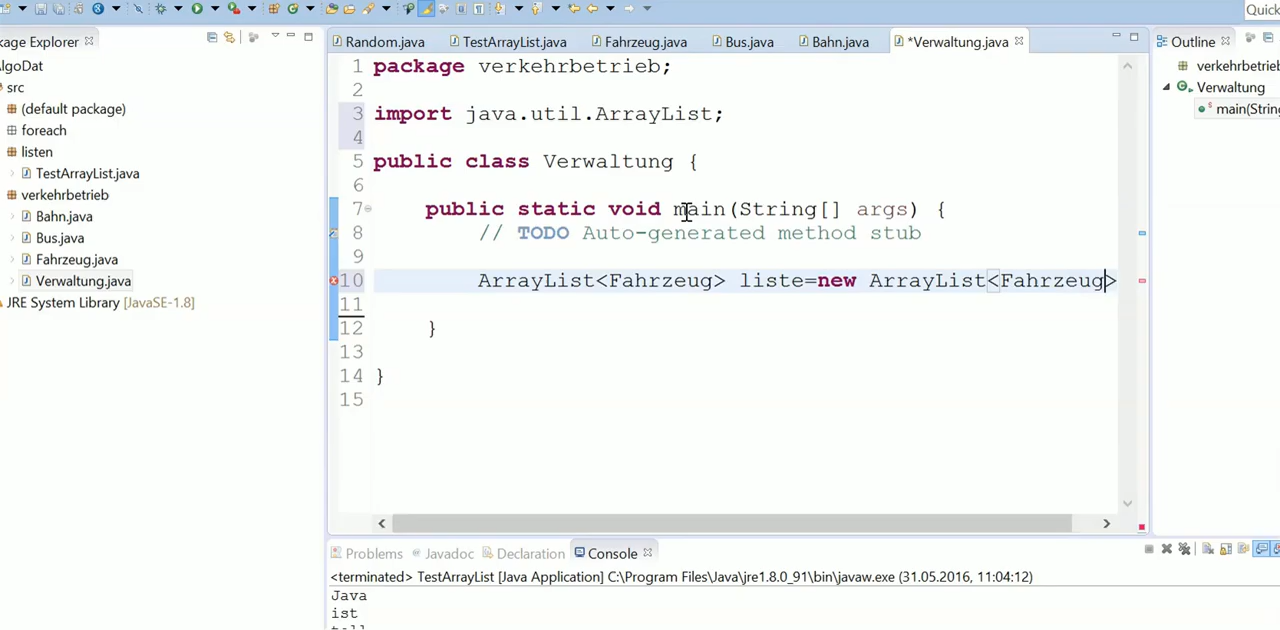 Quick
kage Explorer
Random.java
TestArrayList.java
Fahrzeug.java
Bus.java
Bahn.java
*Verwaltung.java
Outline
AlgoDat
src
(default package)
foreach
listen
TestArrayList.java
verkehrbetrieb
Bahn.java
Bus.java
Fahrzeug.java
Verwaltung.java
JRE System Library [JavaSE-1.8]
1 package verkehrbetrieb;
2
3 import java.util.ArrayList;
4
5 public class Verwaltung {
6
7 public static void main(String[] args) {
8 // TODO Auto-generated method stub
9
10 ArrayList<Fahrzeug> liste=new ArrayList<Fahrzeug>
11
12 }
13
14 }
15
verkehrbetrieb
Verwaltung
main(String
Problems
Javadoc
Declaration
Console
<terminated> TestArrayList [Java Application] C:\Program Files\Java\jre1.8.0_91\bin\javaw.exe (31.05.2016, 11:04:12)
Java
ist